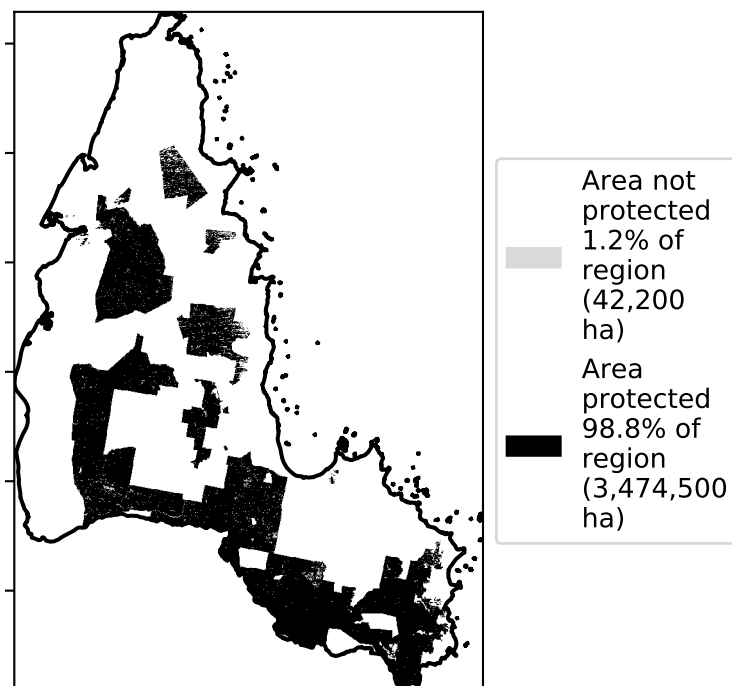 Area not
protected
1.2% of
region
(42,200
ha)
Area
protected
98.8% of
region
(3,474,500
ha)